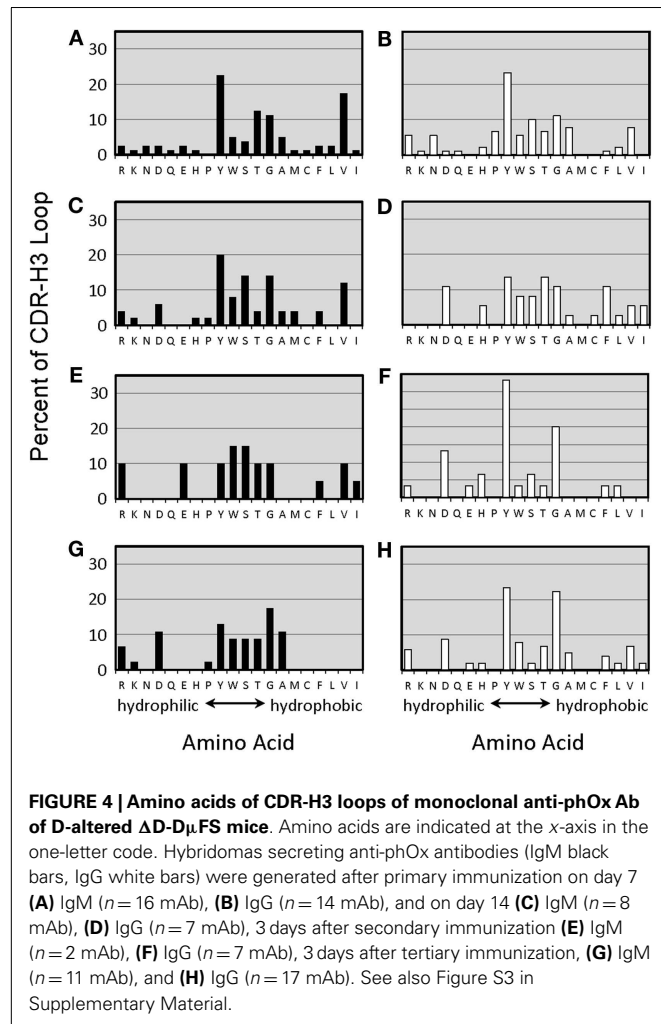 A
B
30
20
10
0
R K N D Q E H P Y W S T G A M C F L V I
R K N D Q E H P Y W S T G A M C F L V I
C
D
30
20
10
0
R K N D Q E H P Y W S T G A M C F L V I
R K N D Q E H P Y W S T G A M C F L V I
Percent of CDR-H3 Loop
E
F
30
20
10
0
R K N D Q E H P Y W S T G A M C F L V I
R K N D Q E H P Y W S T G A M C F L V I
G
H
30
20
10
0
R K N D Q E H P Y W S T G A M C F L V I
R K N D Q E H P Y W S T G A M C F L V I
hydrophilic ↔ hydrophobic
hydrophilic ↔ hydrophobic
Amino Acid
Amino Acid
FIGURE 4 | Amino acids of CDR-H3 loops of monoclonal anti-phOx Ab
of D-altered ΔD-DμFS mice. Amino acids are indicated at the x-axis in the
one-letter code. Hybridomas secreting anti-phOx antibodies (IgM black
bars, IgG white bars) were generated after primary immunization on day 7
(A) IgM (n = 16 mAb), (B) IgG (n = 14 mAb), and on day 14 (C) IgM (n = 8
mAb), (D) IgG (n = 7 mAb), 3 days after secondary immunization (E) IgM
(n = 2 mAb), (F) IgG (n = 7 mAb), 3 days after tertiary immunization, (G) IgM
(n = 11 mAb), and (H) IgG (n = 17 mAb). See also Figure S3 in
Supplementary Material.